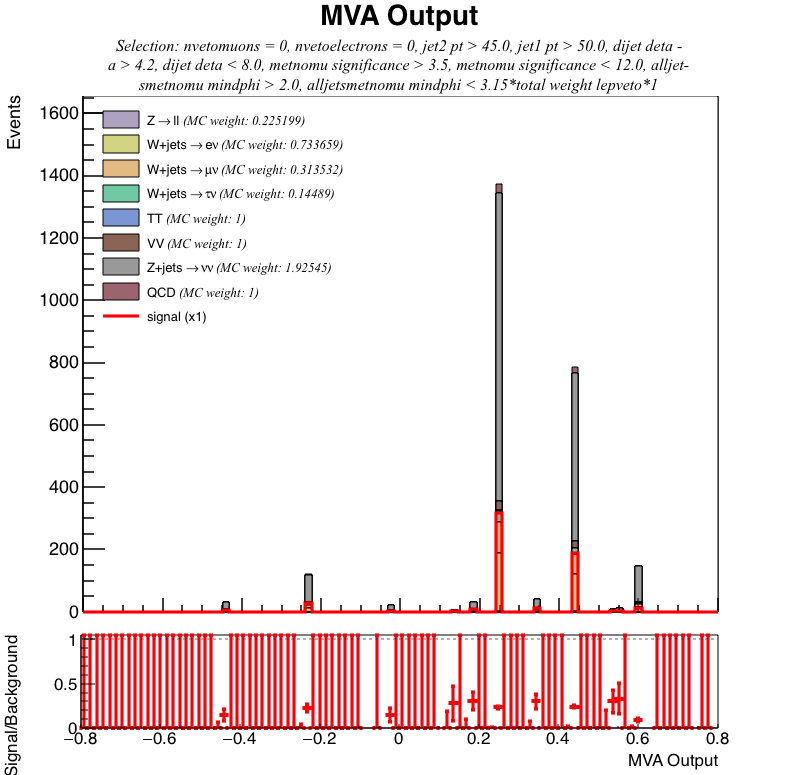 MVA Output
Selection: nvetomuons = 0, nvetoelectrons = 0, jet2 pt > 45.0, jet1 pt > 50.0, dijet deta -
a > 4.2, dijet deta < 8.0, metnomu significance > 3.5, metnomu significance < 12.0, alljet-
smetnomu mindphi > 2.0, alljetsmetnomu mindphi < 3.15*total weight lepveto*1
Events
1600
1400
1200
1000
800
600
400
200
0
Z→ll (MC weight: 0.225199)
W+jets→eν (MC weight: 0.733659)
W+jets→μν (MC weight: 0.313532)
W+jets→τν (MC weight: 0.14489)
TT (MC weight: 1)
VV (MC weight: 1)
Z+jets→νν (MC weight: 1.92545)
QCD (MC weight: 1)
signal (x1)
Signal/Background
1
0.5
0
−0.8 −0.6 −0.4 −0.2 0 0.2 0.4 0.6 0.8
MVA Output